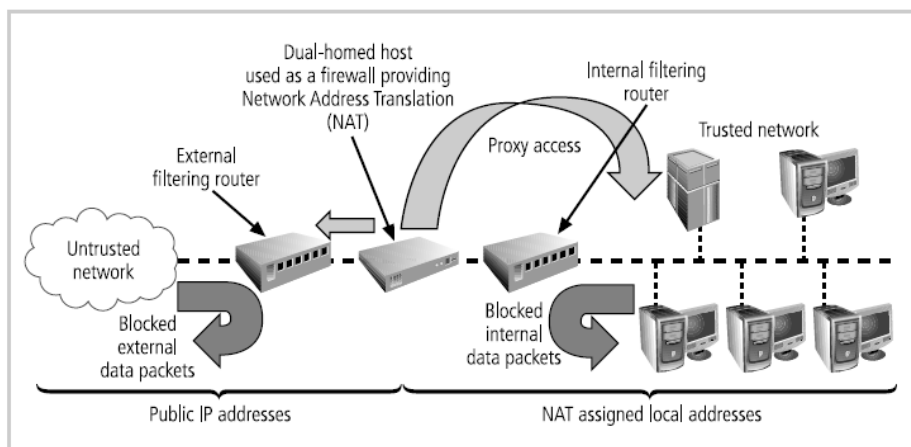 Dual-homed host
used as a firewall providing
Network Address Translation
(NAT)
Internal filtering
router
Trusted network
Proxy access
External
filtering router
Untrusted
network
Blocked
external
data packets
Blocked
internal
data packets
Public IP addresses
NAT assigned local addresses